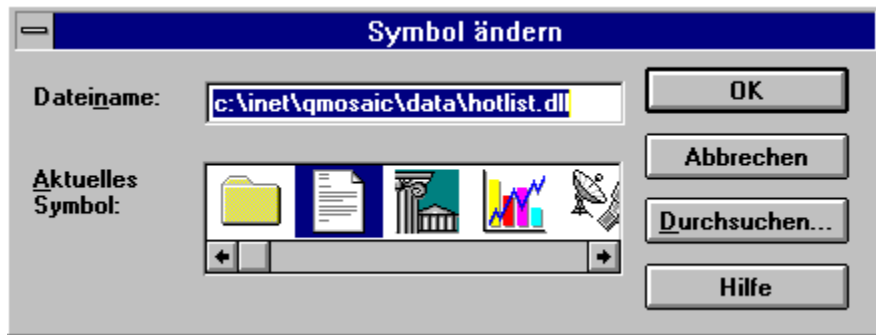 Symbol ändern
Dateiname:
c:\inet\qmosaic\data\hotlist.dll
OK
Abbrechen
Aktuelles
Symbol:
Durchsuchen...
Hilfe